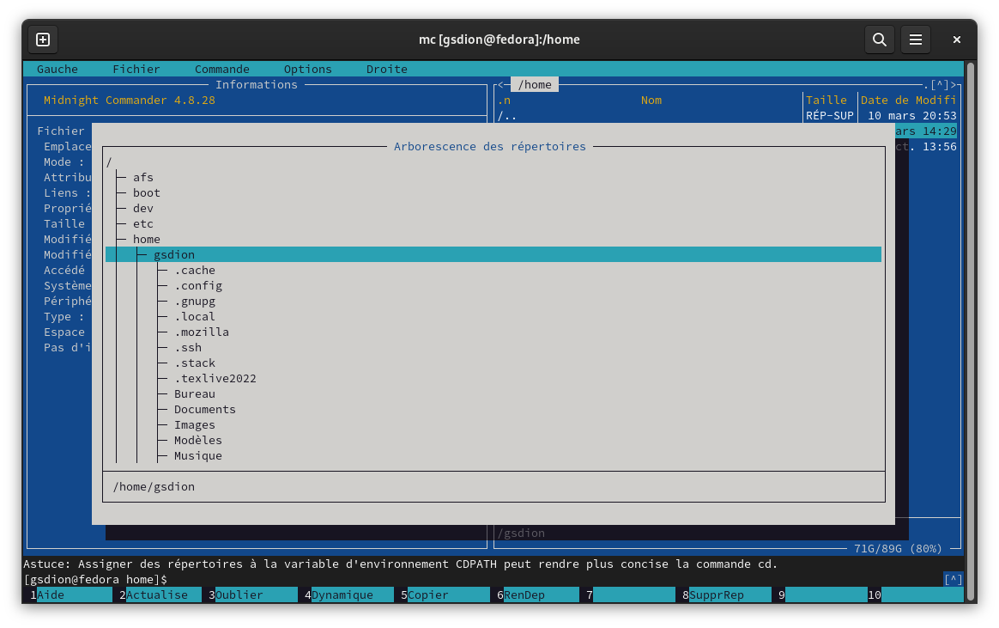 mc [gsdion@fedora]:/home
Gauche Fichier Commande Options Droite
Informations
<─ /home .[^]>
Midnight Commander 4.8.28
.n Nom Taille Date de Modifi
/.. RÉP-SUP 10 mars 20:53
Fichier
ars 14:29
Arborescence des répertoires
Emplace
ct. 13:56
/
Mode :
afs
Attribu
boot
Liens :
dev
Proprié
etc
Taille
home
Modifié
gsdion
Modifié
.cache
Accédé
.config
Système
.gnupg
Périphé
.local
Type :
.mozilla
Espace
.ssh
Pas d'i
.stack
.texlive2022
Bureau
Documents
Images
Modèles
Musique
/home/gsdion
/gsdion
71G/89G (80%)
Astuce: Assigner des répertoires à la variable d'environnement CDPATH peut rendre plus concise la commande cd.
[gsdion@fedora home]$ [^]
1Aide 2Actualise 3Oublier 4Dynamique 5Copier 6RenDep 7 8SupprRep 9 10